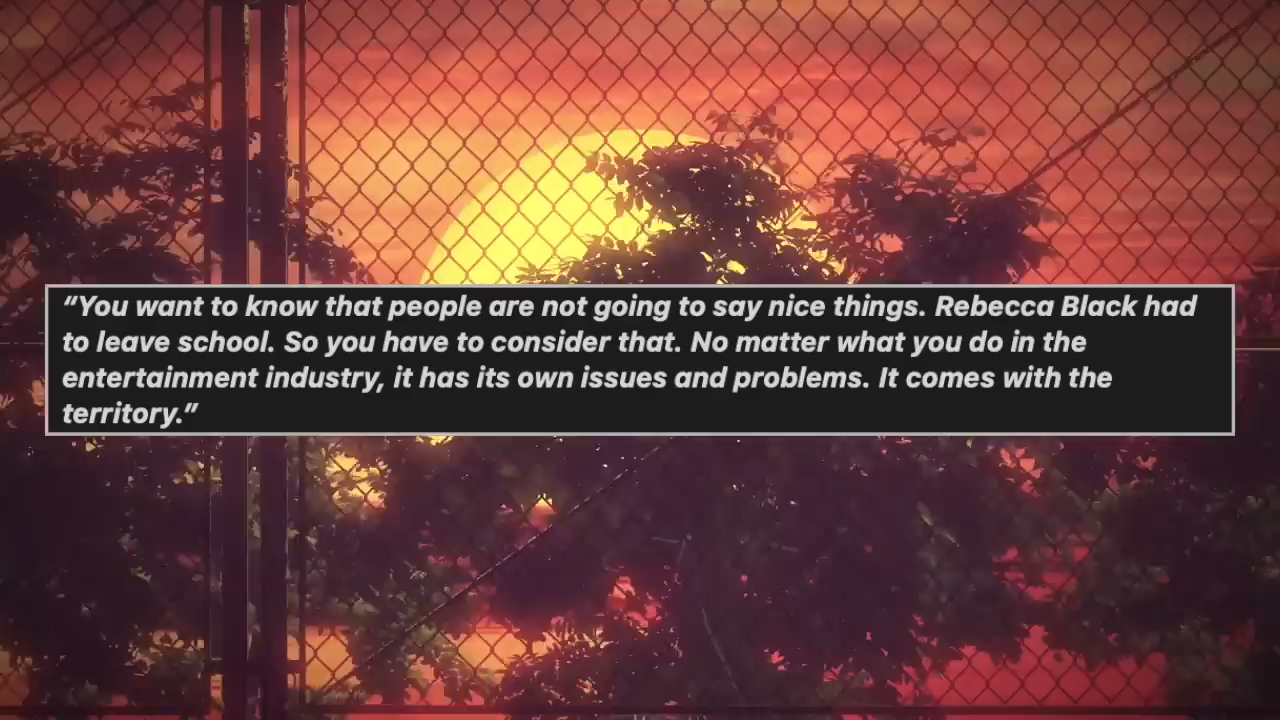 “You want to know that people are not going to say nice things. Rebecca Black had
to leave school. So you have to consider that. No matter what you do in the
entertainment industry, it has its own issues and problems. It comes with the
territory.”